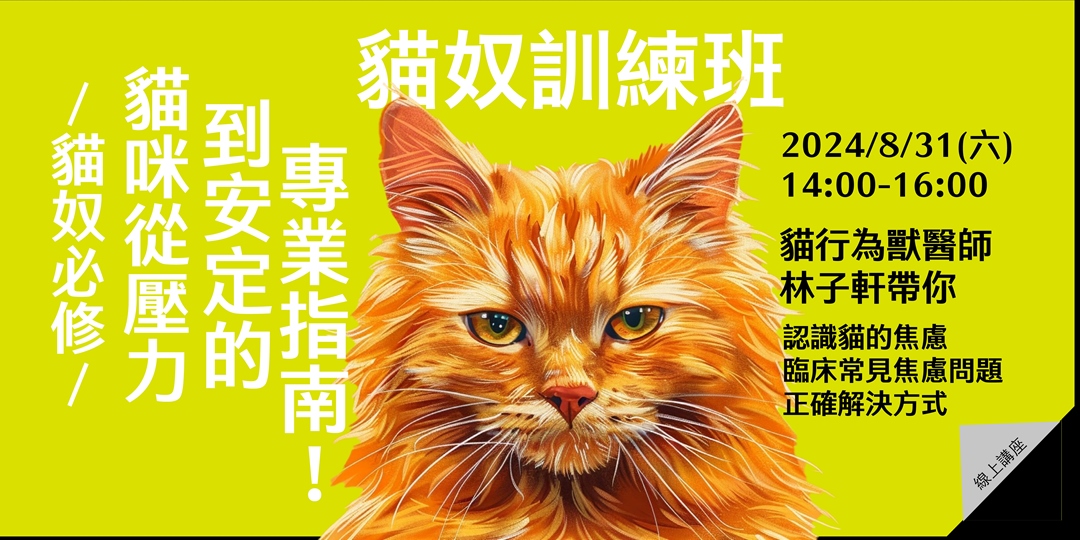 貓奴訓練班
/貓奴必修/
貓咪從壓力
到安定的
專業指南！
2024/8/31(六)
14:00-16:00
貓行為獸醫師
林子軒帶你
認識貓的焦慮
臨床常見焦慮問題
正確解決方式
線上講座